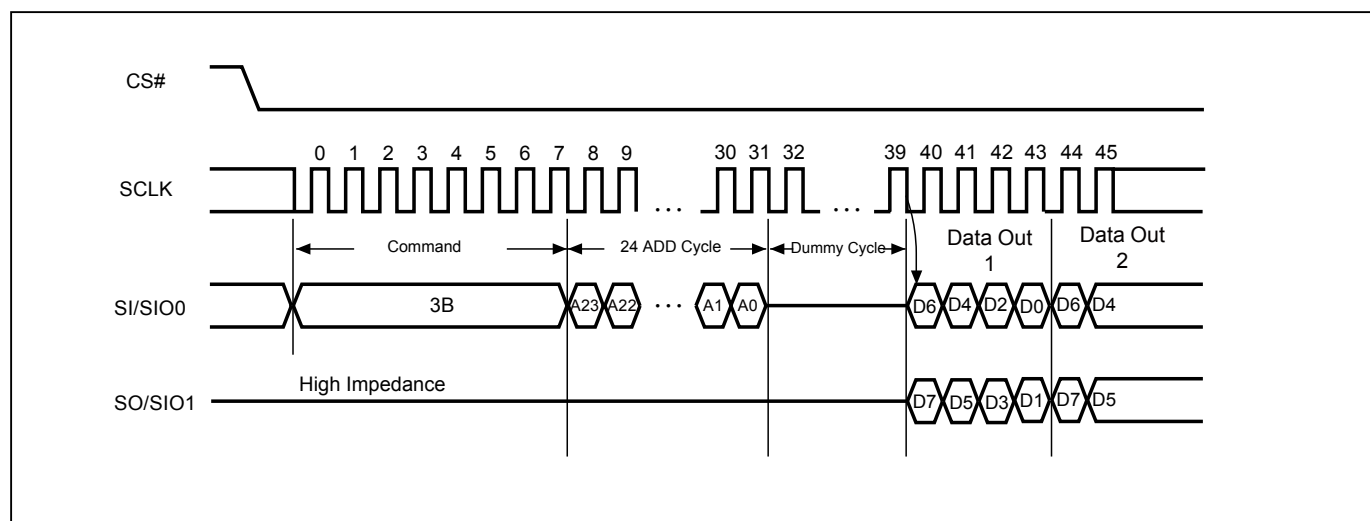 CS#
0 1 2 3 4 5 6 7 8 9 30 31 32 39 40 41 42 43 44 45
SCLK
... ...
Command 24 ADD Cycle Dummy Cycle Data Out 1 Data Out 2
SI/SIO0 3B A23 A22 ... A1 A0 D6 D4 D2 D0 D6 D4
High Impedance
SO/SIO1 D7 D5 D3 D1 D7 D5